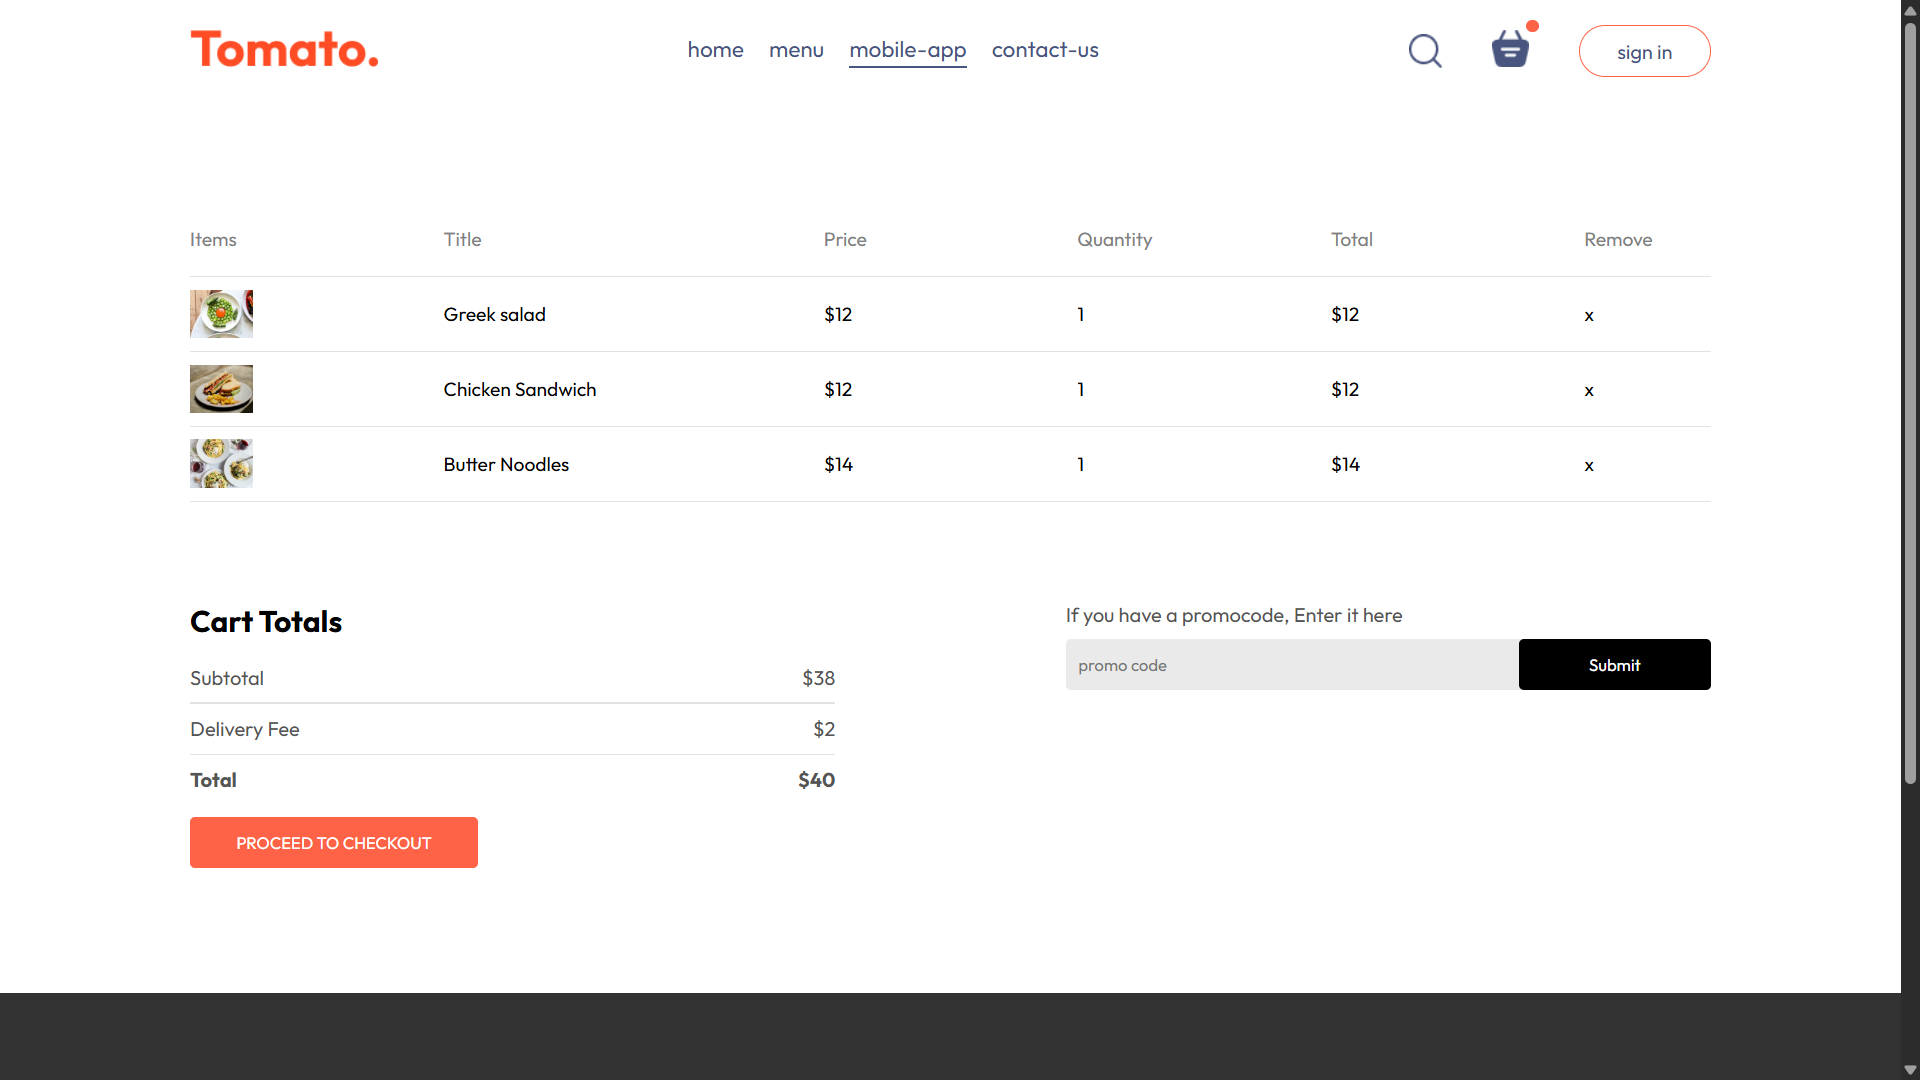 Tomato.
home menu mobile-app contact-us
sign in
Items Title Price Quantity Total Remove
Greek salad $12 1 $12 x
Chicken Sandwich $12 1 $12 x
Butter Noodles $14 1 $14 x
Cart Totals
Subtotal $38
Delivery Fee $2
Total $40
PROCEED TO CHECKOUT
If you have a promocode, Enter it here
promo code Submit